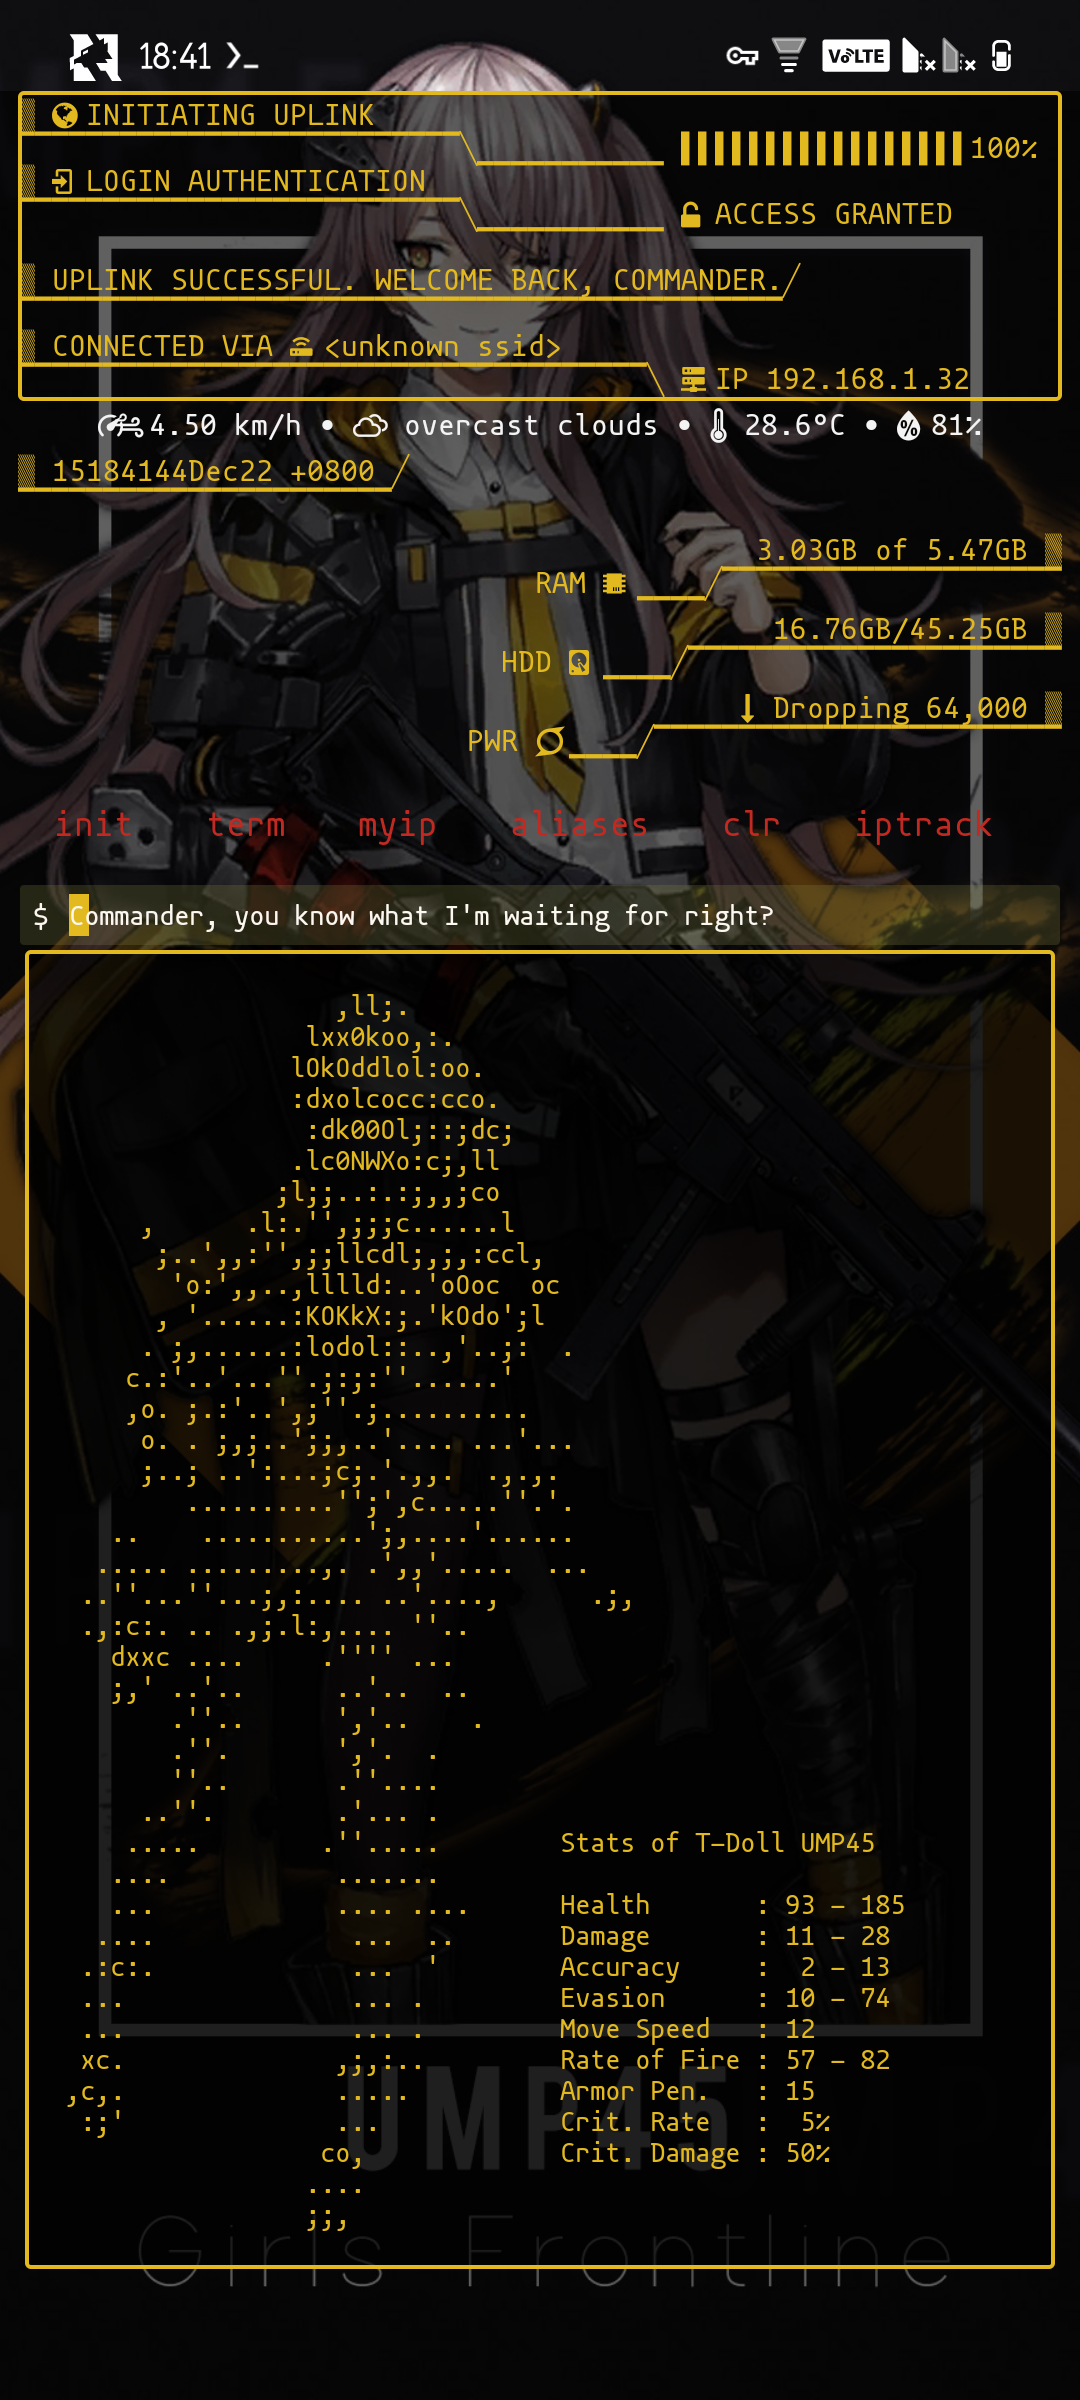 18:41
VoLTE
INITIATING UPLINK
100%
LOGIN AUTHENTICATION
ACCESS GRANTED
UPLINK SUCCESSFUL. WELCOME BACK, COMMANDER.
CONNECTED VIA <unknown ssid>
IP 192.168.1.32
4.50 km/h • overcast clouds • 28.6°C • 81%
15184144Dec22 +0800
3.03GB of 5.47GB
RAM
16.76GB/45.25GB
HDD
Dropping 64,000
PWR
init term myip aliases clr iptrack
$ Commander, you know what I'm waiting for right?
Stats of T-Doll UMP45
Health : 93 - 185
Damage : 11 - 28
Accuracy : 2 - 13
Evasion : 10 - 74
Move Speed : 12
Rate of Fire : 57 - 82
Armor Pen. : 15
Crit. Rate : 5%
Crit. Damage : 50%
UMP45
Girls Frontline